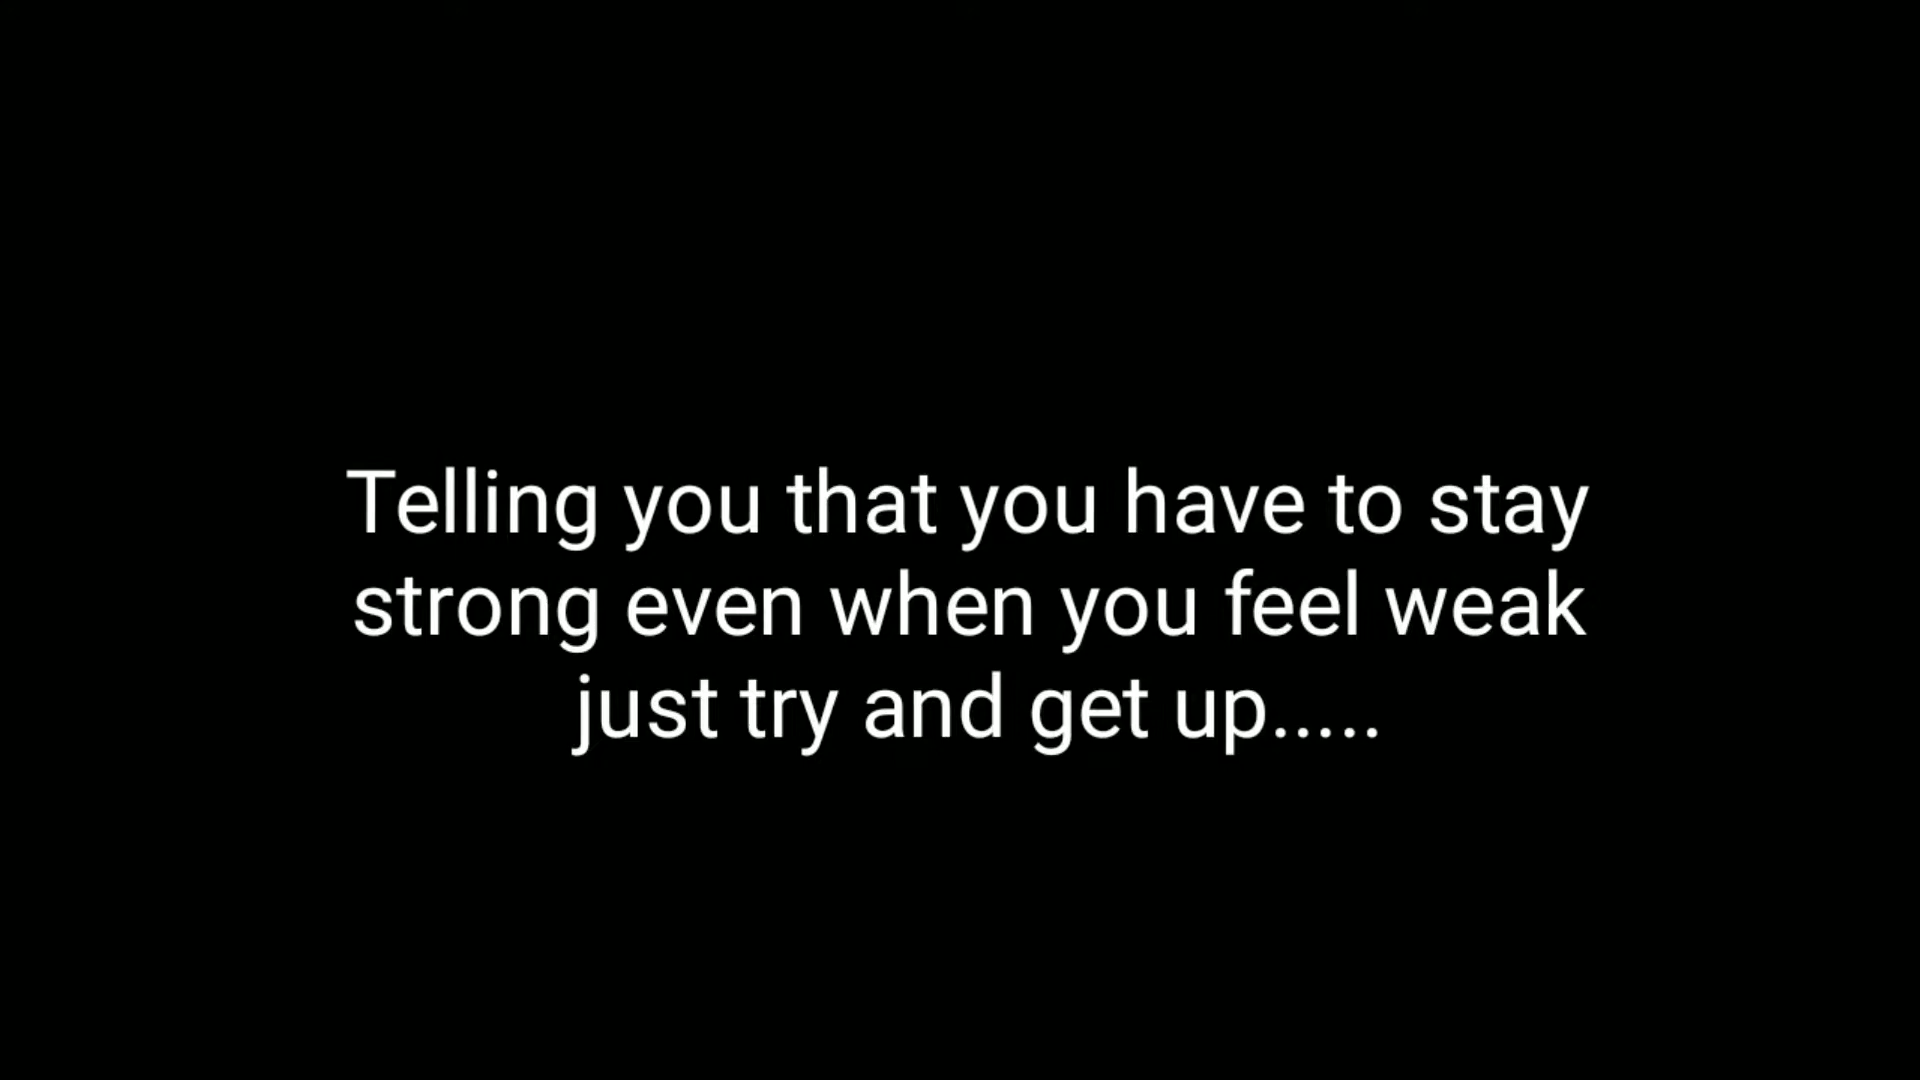 Telling you that you have to stay
strong even when you feel weak
just try and get up.....